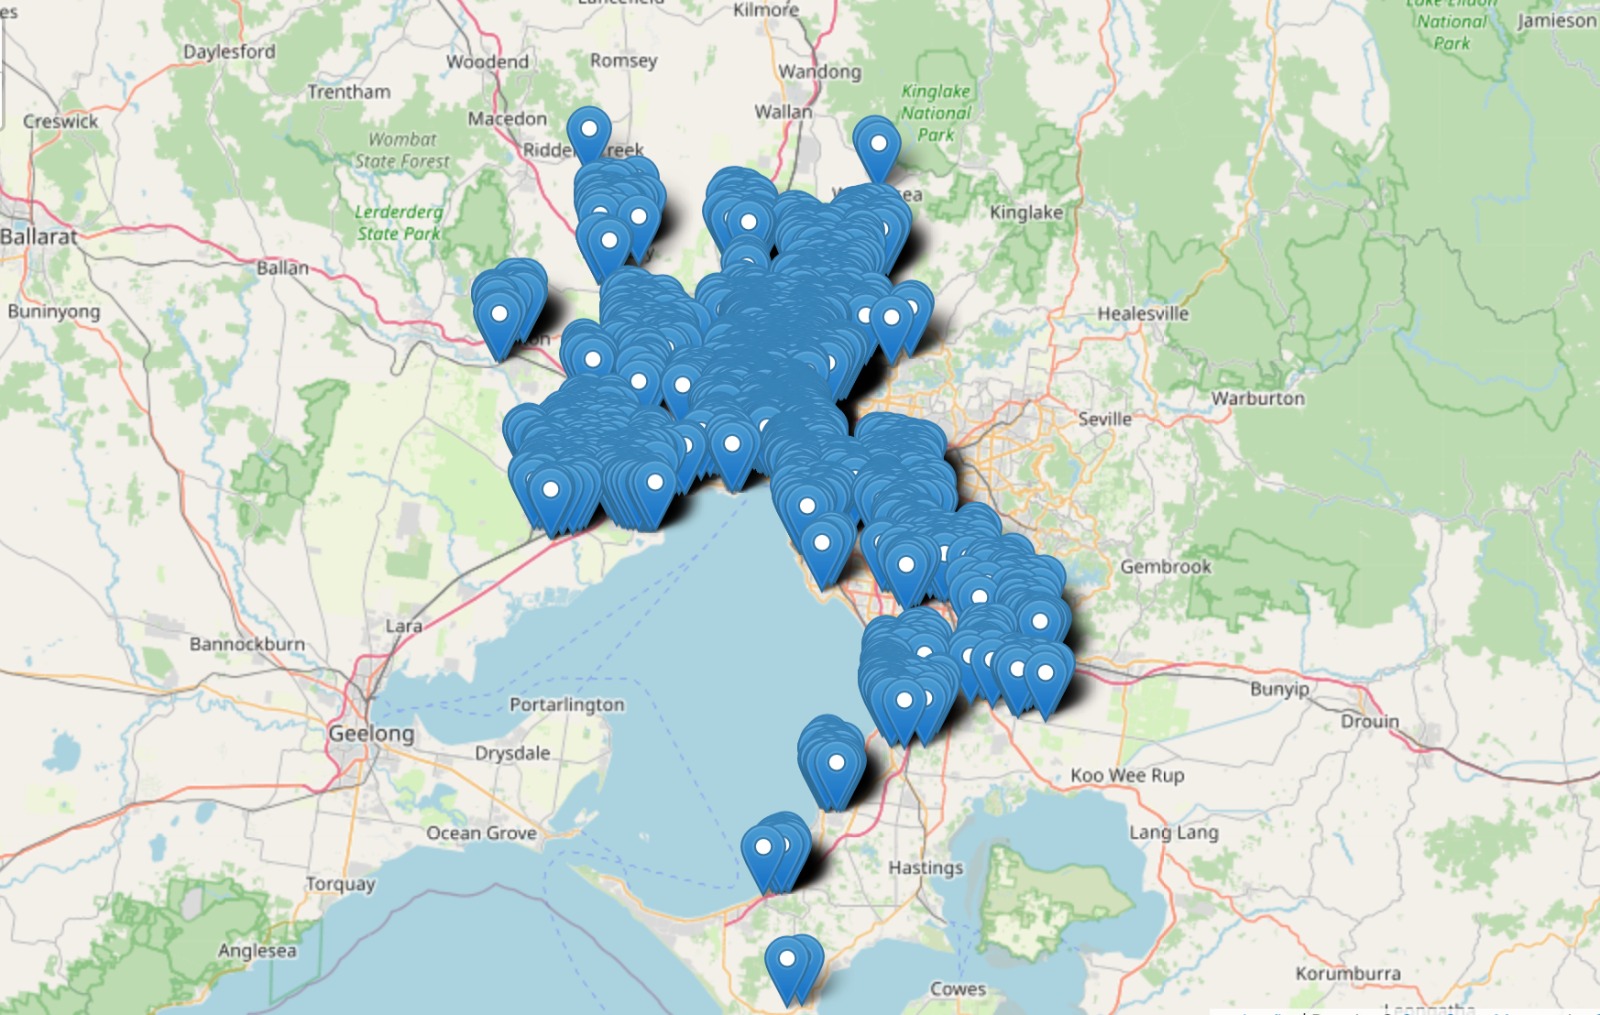 Kilmore
Jamieson
National
Park
Daylesford
Woodend
Romsey
Wandong
Trentham
Kinglake
National
Park
Creswick
Macedon
Wallan
Wombat
State Forest
Lerderderg
State Park
Kinglake
Ballarat
Ballan
Buninyong
Healesville
Warburton
Seville
Gembrook
Lara
Bannockburn
Portarlington
Bunyip
Drouin
Geelong
Drysdale
Koo Wee Rup
Ocean Grove
Lang Lang
Hastings
Torquay
Anglesea
Korumburra
Cowes